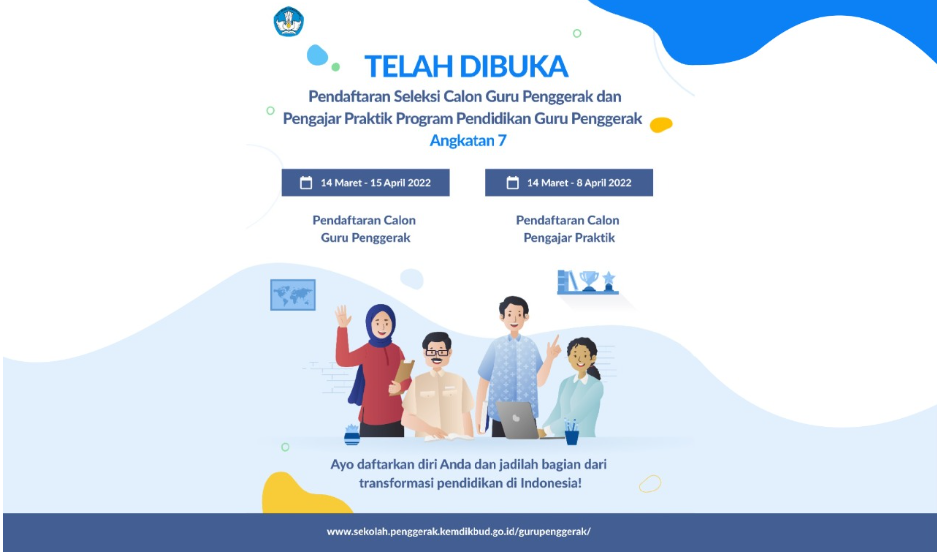 TELAH DIBUKA
Pendaftaran Seleksi Calon Guru Penggerak dan
Pengajar Praktik Program Pendidikan Guru Penggerak
Angkatan 7
14 Maret - 15 April 2022
14 Maret - 8 April 2022
Pendaftaran Calon
Guru Penggerak
Pendaftaran Calon
Pengajar Praktik
Ayo daftarkan diri Anda dan jadilah bagian dari
transformasi pendidikan di Indonesia!
www.sekolah.penggerak.kemdikbud.go.id/gurupenggerak/